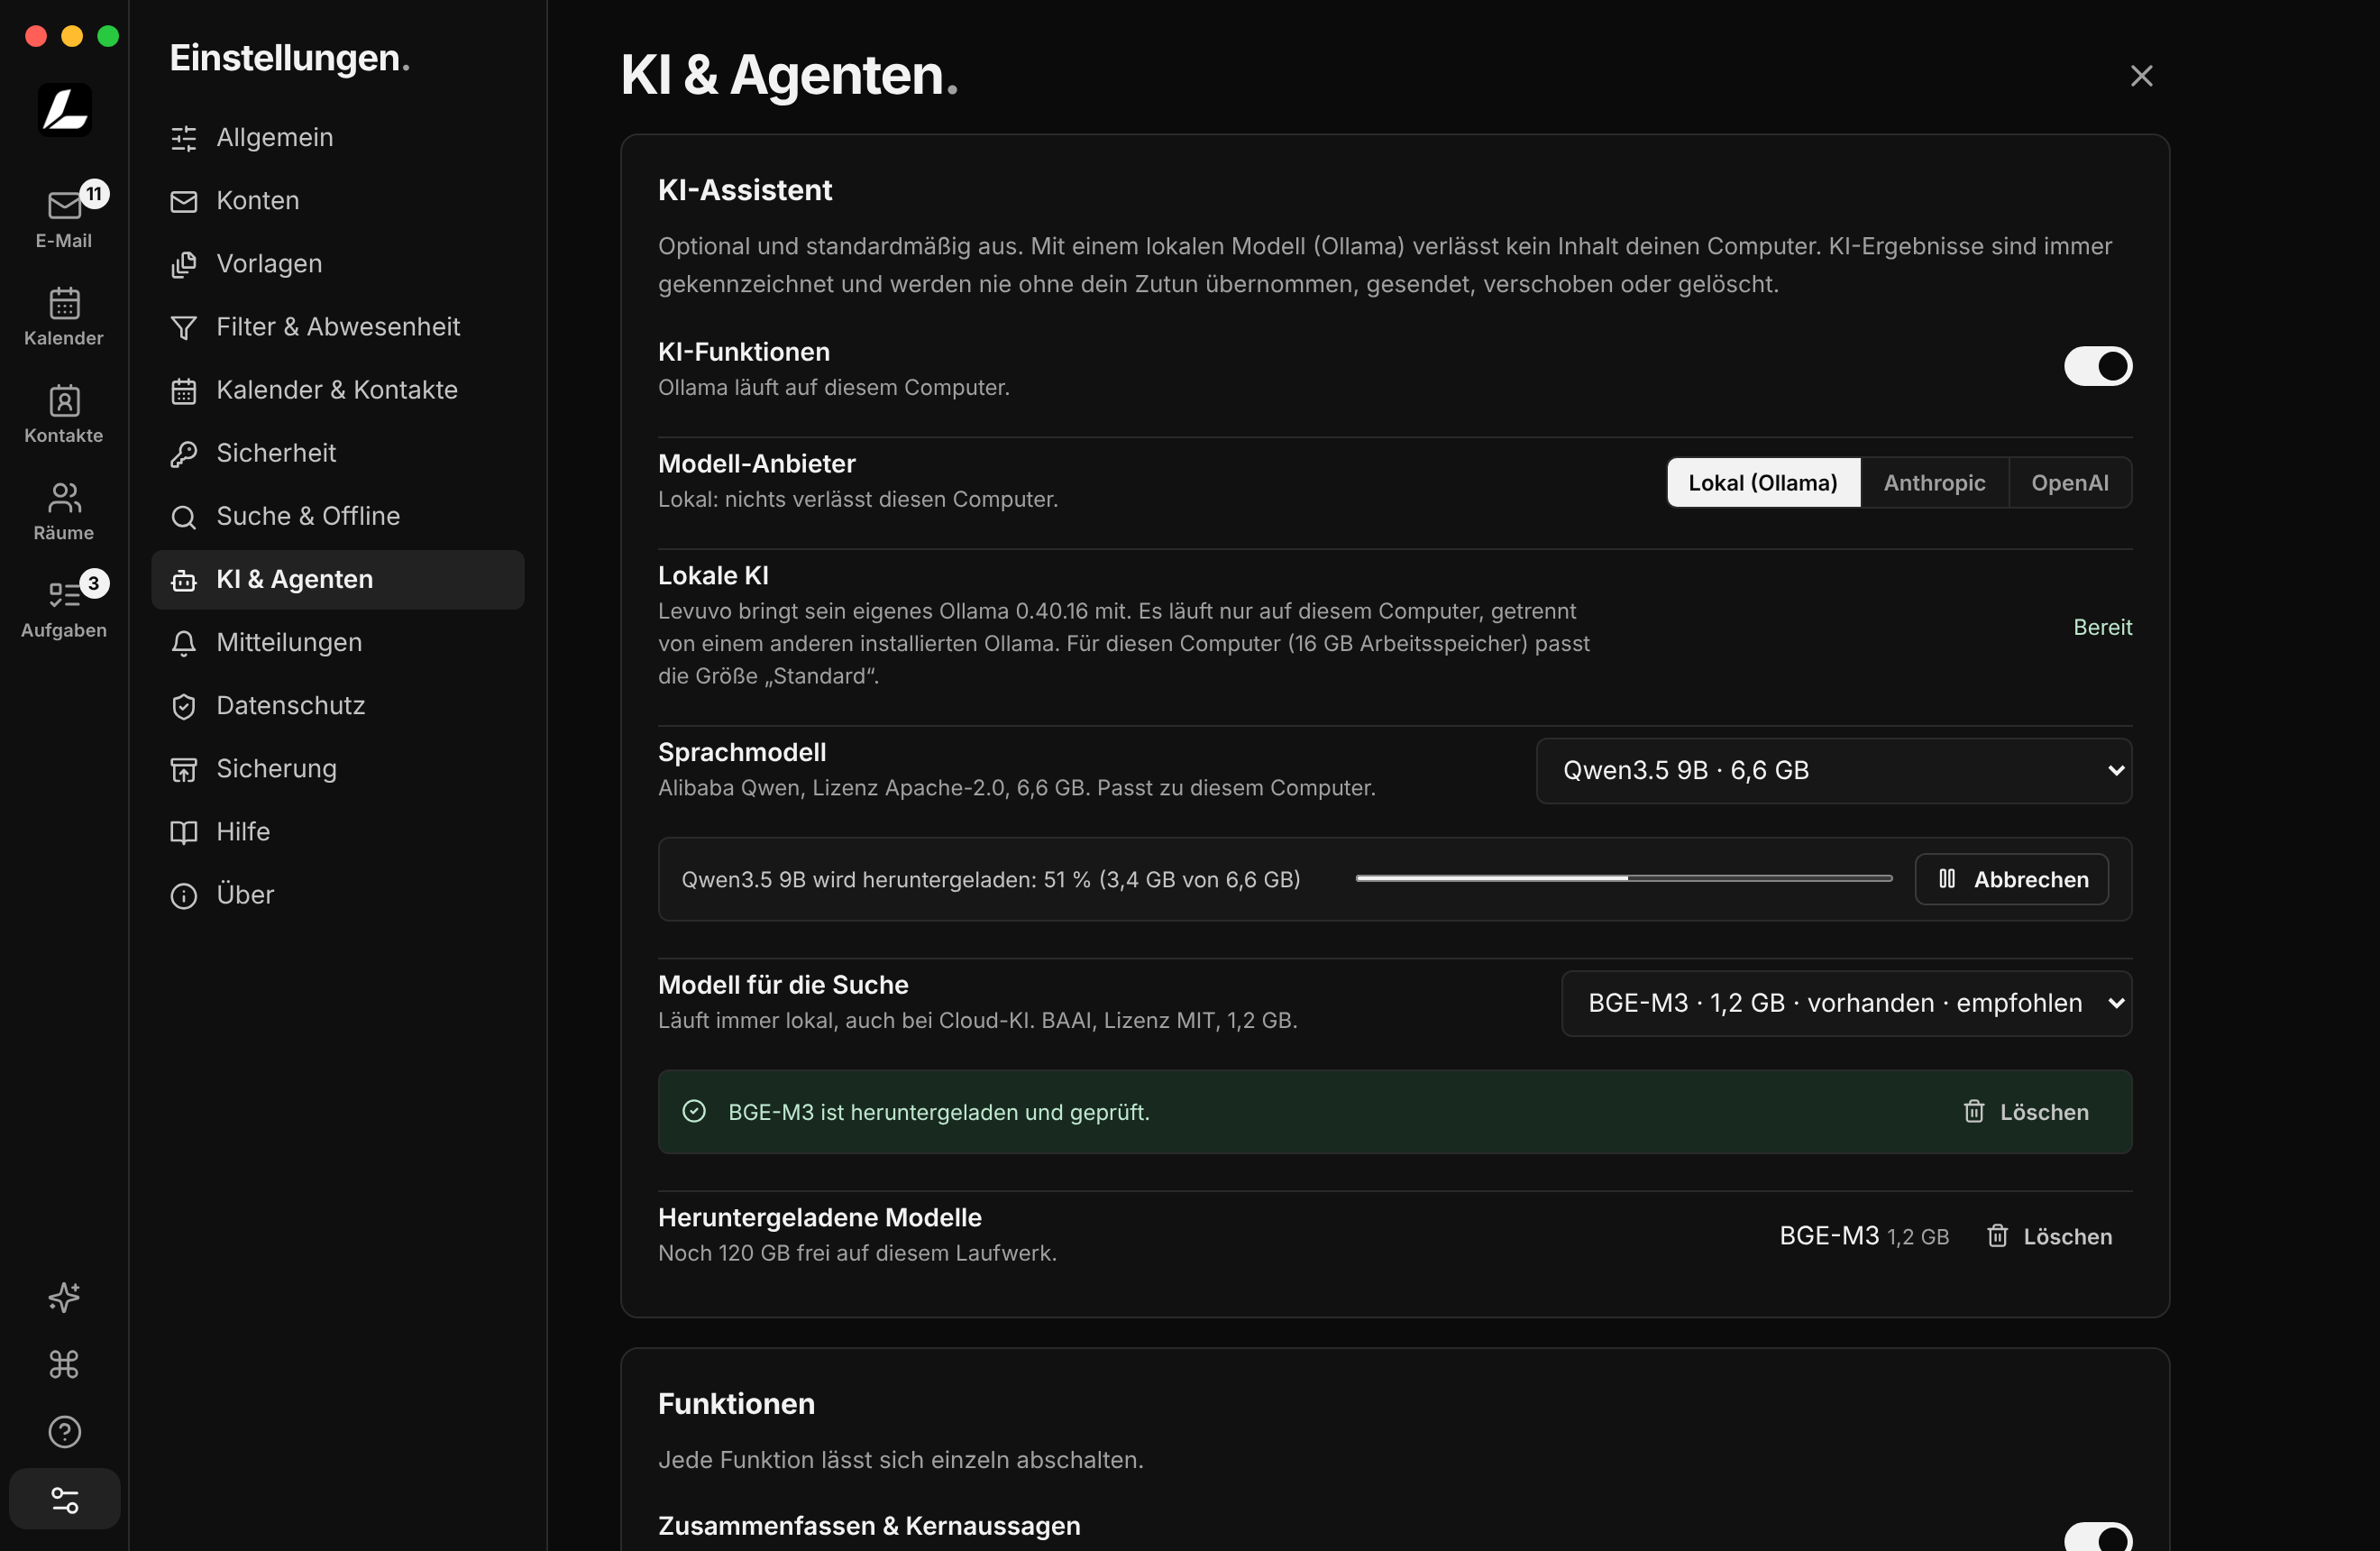 Einstellungen.
11
E-Mail
Kalender
Kontakte
Räume
3
Aufgaben
Allgemein
Konten
Vorlagen
Filter & Abwesenheit
Kalender & Kontakte
Sicherheit
Suche & Offline
KI & Agenten
Mitteilungen
Datenschutz
Sicherung
Hilfe
Über
KI & Agenten.
KI-Assistent
Optional und standardmäßig aus. Mit einem lokalen Modell (Ollama) verlässt kein Inhalt deinen Computer. KI-Ergebnisse sind immer
gekennzeichnet und werden nie ohne dein Zutun übernommen, gesendet, verschoben oder gelöscht.
KI-Funktionen
Ollama läuft auf diesem Computer.
Modell-Anbieter
Lokal: nichts verlässt diesen Computer.
Lokal (Ollama)
Anthropic
OpenAI
Lokale KI
Levuvo bringt sein eigenes Ollama 0.40.16 mit. Es läuft nur auf diesem Computer, getrennt
von einem anderen installierten Ollama. Für diesen Computer (16 GB Arbeitsspeicher) passt
die Größe „Standard“.
Bereit
Sprachmodell
Alibaba Qwen, Lizenz Apache-2.0, 6,6 GB. Passt zu diesem Computer.
Qwen3.5 9B · 6,6 GB
Qwen3.5 9B wird heruntergeladen: 51 % (3,4 GB von 6,6 GB)
Abbrechen
Modell für die Suche
Läuft immer lokal, auch bei Cloud-KI. BAAI, Lizenz MIT, 1,2 GB.
BGE-M3 · 1,2 GB · vorhanden · empfohlen
BGE-M3 ist heruntergeladen und geprüft.
Löschen
Heruntergeladene Modelle
Noch 120 GB frei auf diesem Laufwerk.
BGE-M3 1,2 GB
Löschen
Funktionen
Jede Funktion lässt sich einzeln abschalten.
Zusammenfassen & Kernaussagen